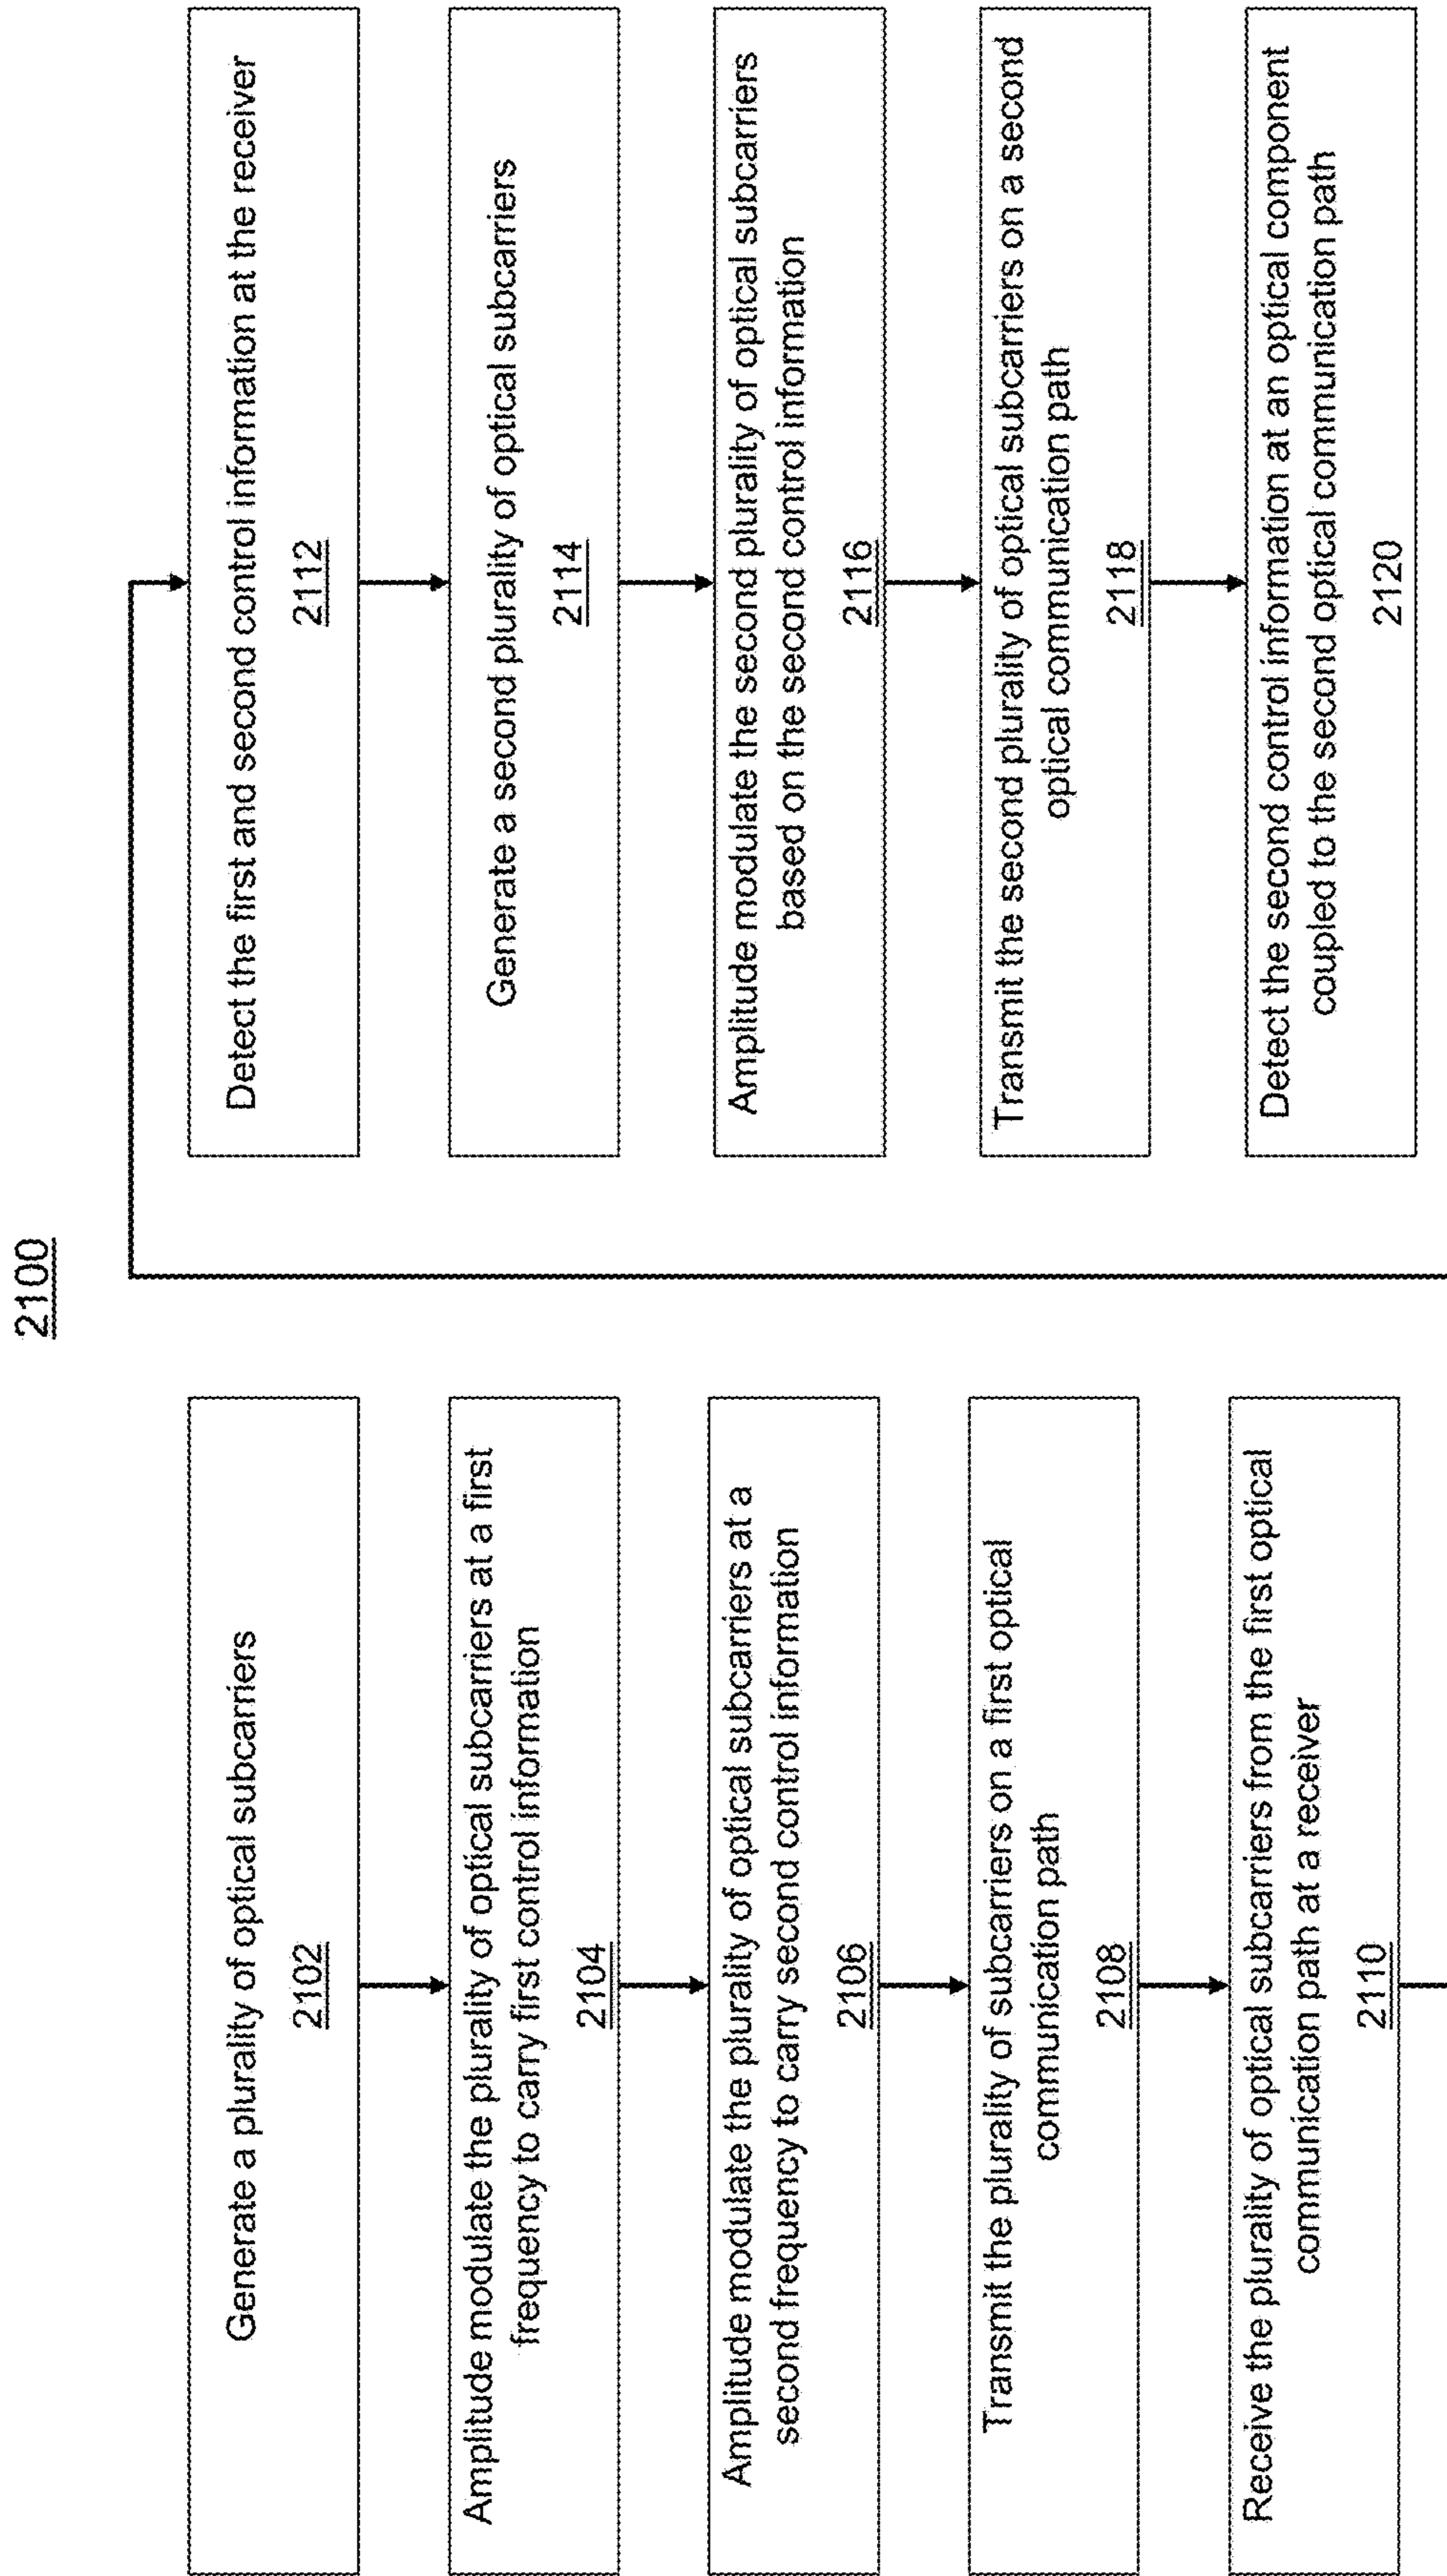 2100
Generate a plurality of optical subcarriers
2102
Amplitude modulate the plurality of optical subcarriers at a first
frequency to carry first control information
2104
Amplitude modulate the plurality of optical subcarriers at a
second frequency to carry second control information
2106
Transmit the plurality of subcarriers on a first optical
communication path
2108
Receive the plurality of optical subcarriers from the first optical
communication path at a receiver
2110
Detect the first and second control information at the receiver
2112
Generate a second plurality of optical subcarriers
2114
Amplitude modulate the second plurality of optical subcarriers
based on the second control information
2116
Transmit the second plurality of optical subcarriers on a second
optical communication path
2118
Detect the second control information at an optical component
coupled to the second optical communication path
2120